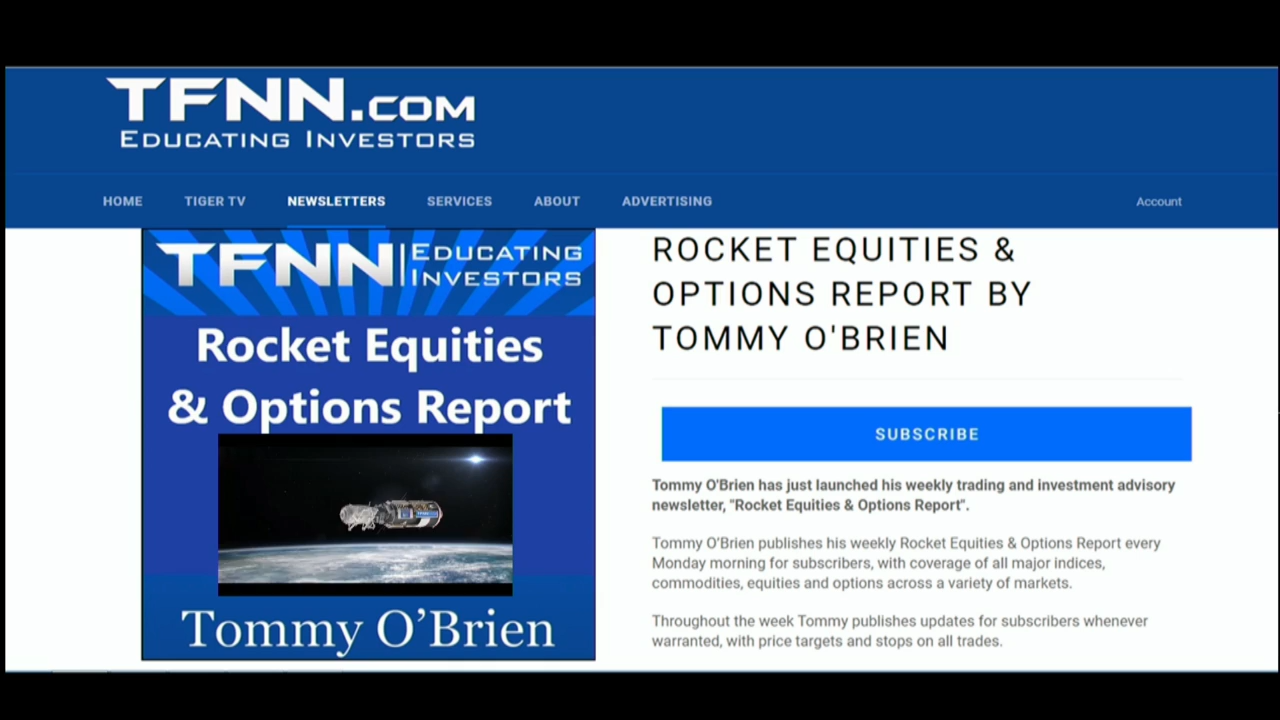 TFNN.COM
EDUCATING INVESTORS
HOME TIGER TV NEWSLETTERS SERVICES ABOUT ADVERTISING Account
TFNN | EDUCATING
INVESTORS
Rocket Equities
& Options Report
Tommy O’Brien
ROCKET EQUITIES &
OPTIONS REPORT BY
TOMMY O'BRIEN
SUBSCRIBE
Tommy O'Brien has just launched his weekly trading and investment advisory
newsletter, "Rocket Equities & Options Report".
Tommy O’Brien publishes his weekly Rocket Equities & Options Report every
Monday morning for subscribers, with coverage of all major indices,
commodities, equities and options across a variety of markets.
Throughout the week Tommy publishes updates for subscribers whenever
warranted, with price targets and stops on all trades.